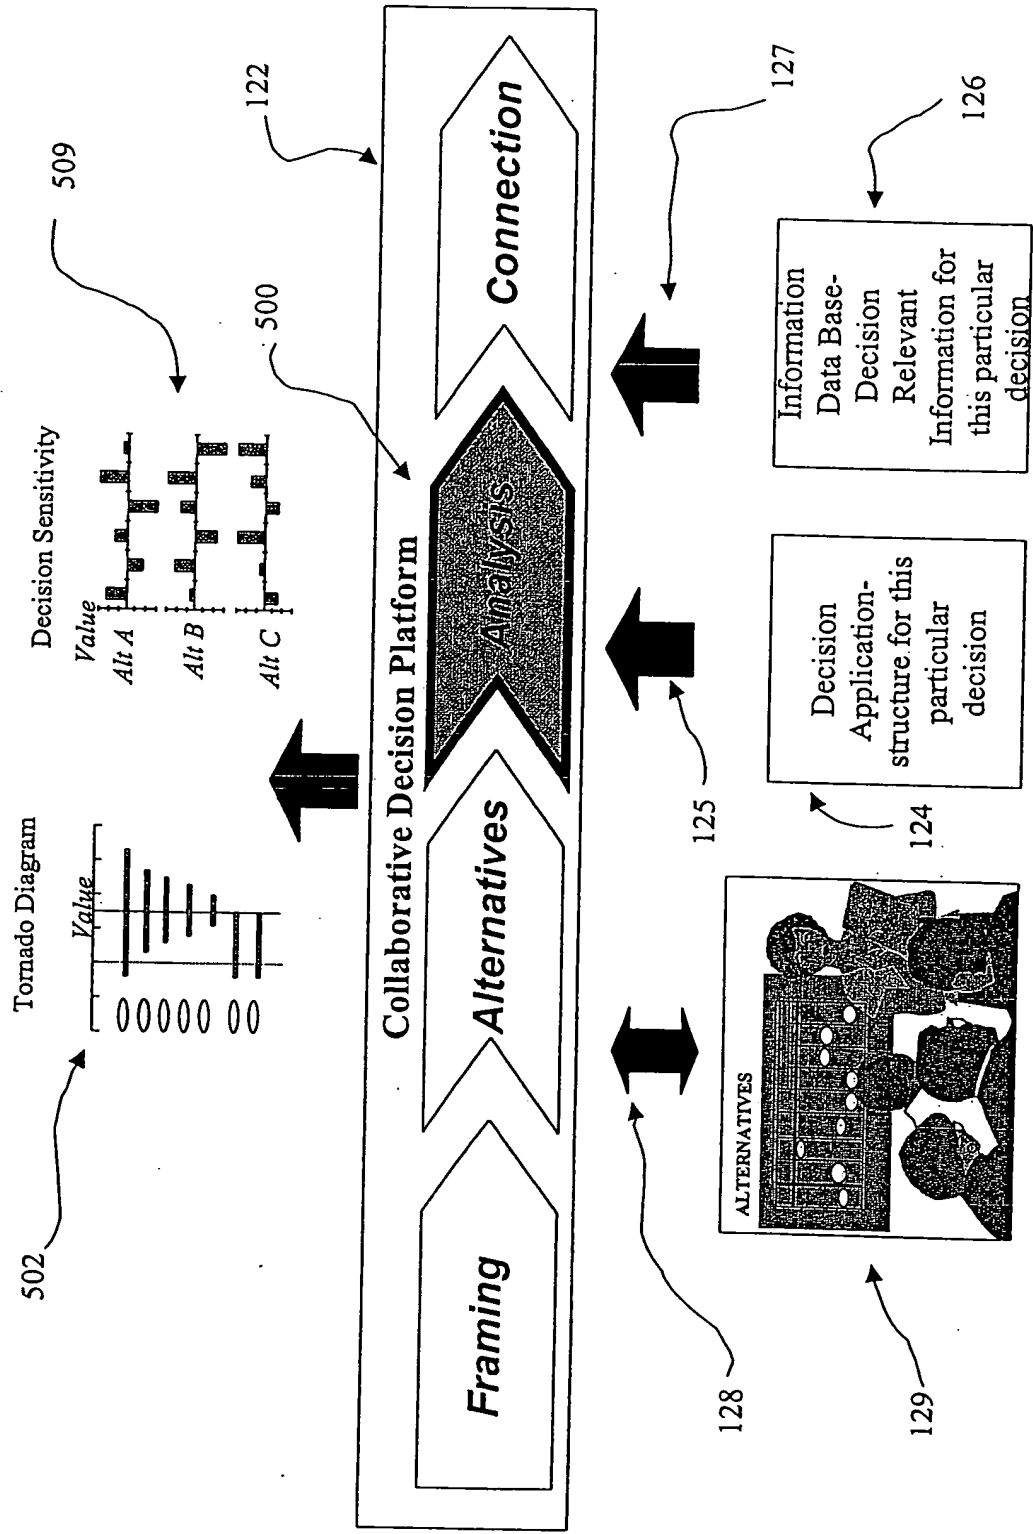 502
Tornado Diagram
Value
Decision Sensitivity
Value
Alt A
Alt B
Alt C
509
500
122
Collaborative Decision Platform
Framing
Alternatives
Analysis
Connection
128
129
ALTERNATIVES
125
124
Decision
Application-
structure for this
particular
decision
127
126
Information
Data Base-
Decision
Relevant
Information for
this particular
decision